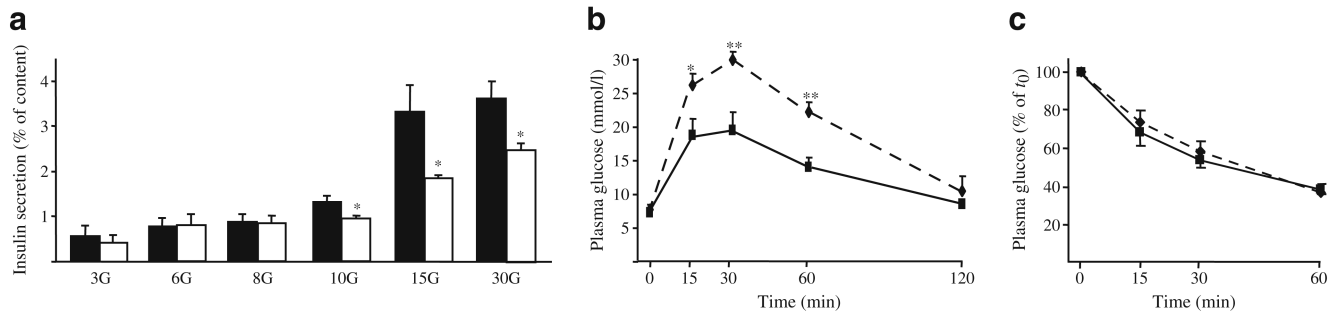 a
Insulin secretion (% of content)
4
3
2
1
*
*
*
3G 6G 8G 10G 15G 30G
b
Plasma glucose (mmol/l)
30
25
20
15
10
5
*
**
**
0 15 30 60 120
Time (min)
c
Plasma glucose (% of t0)
100
80
60
40
20
0 15 30 60
Time (min)